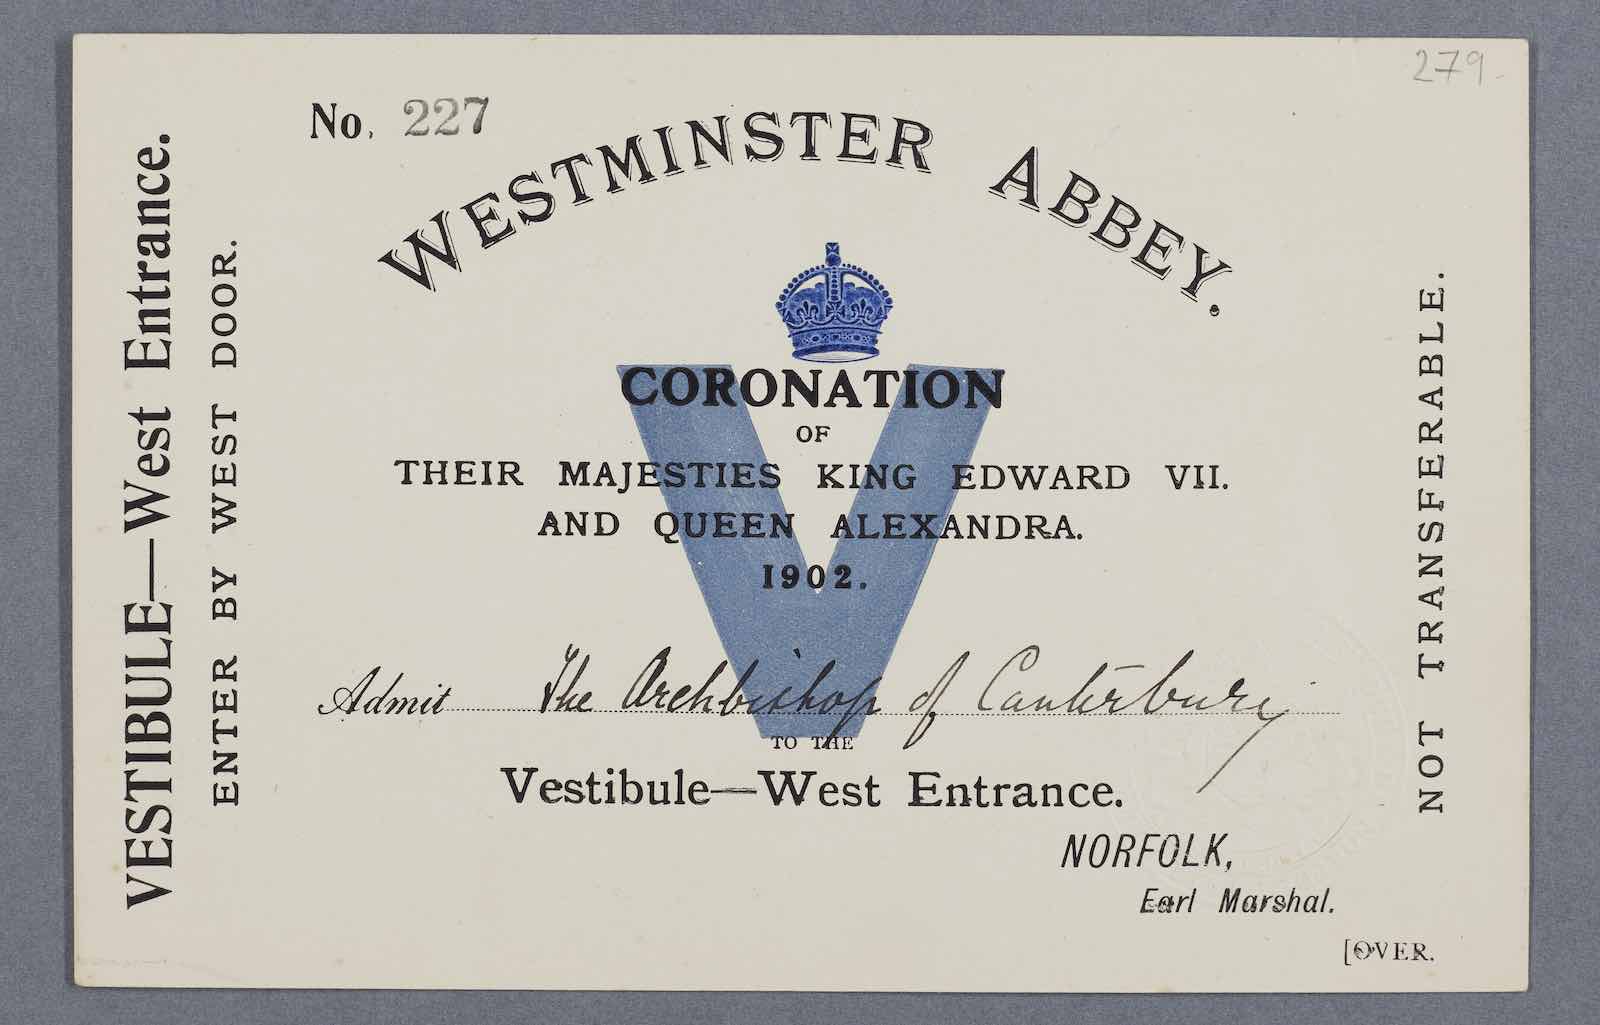 279
No. 227
WESTMINSTER ABBEY.
V
CORONATION
OF
THEIR MAJESTIES KING EDWARD VII.
AND QUEEN ALEXANDRA.
1902.
Admit The Archbishop of Canterbury
TO THE
Vestibule—West Entrance.
NORFOLK,
Earl Marshal.
[OVER.
VESTIBULE—West Entrance.
ENTER BY WEST DOOR.
NOT TRANSFERABLE.